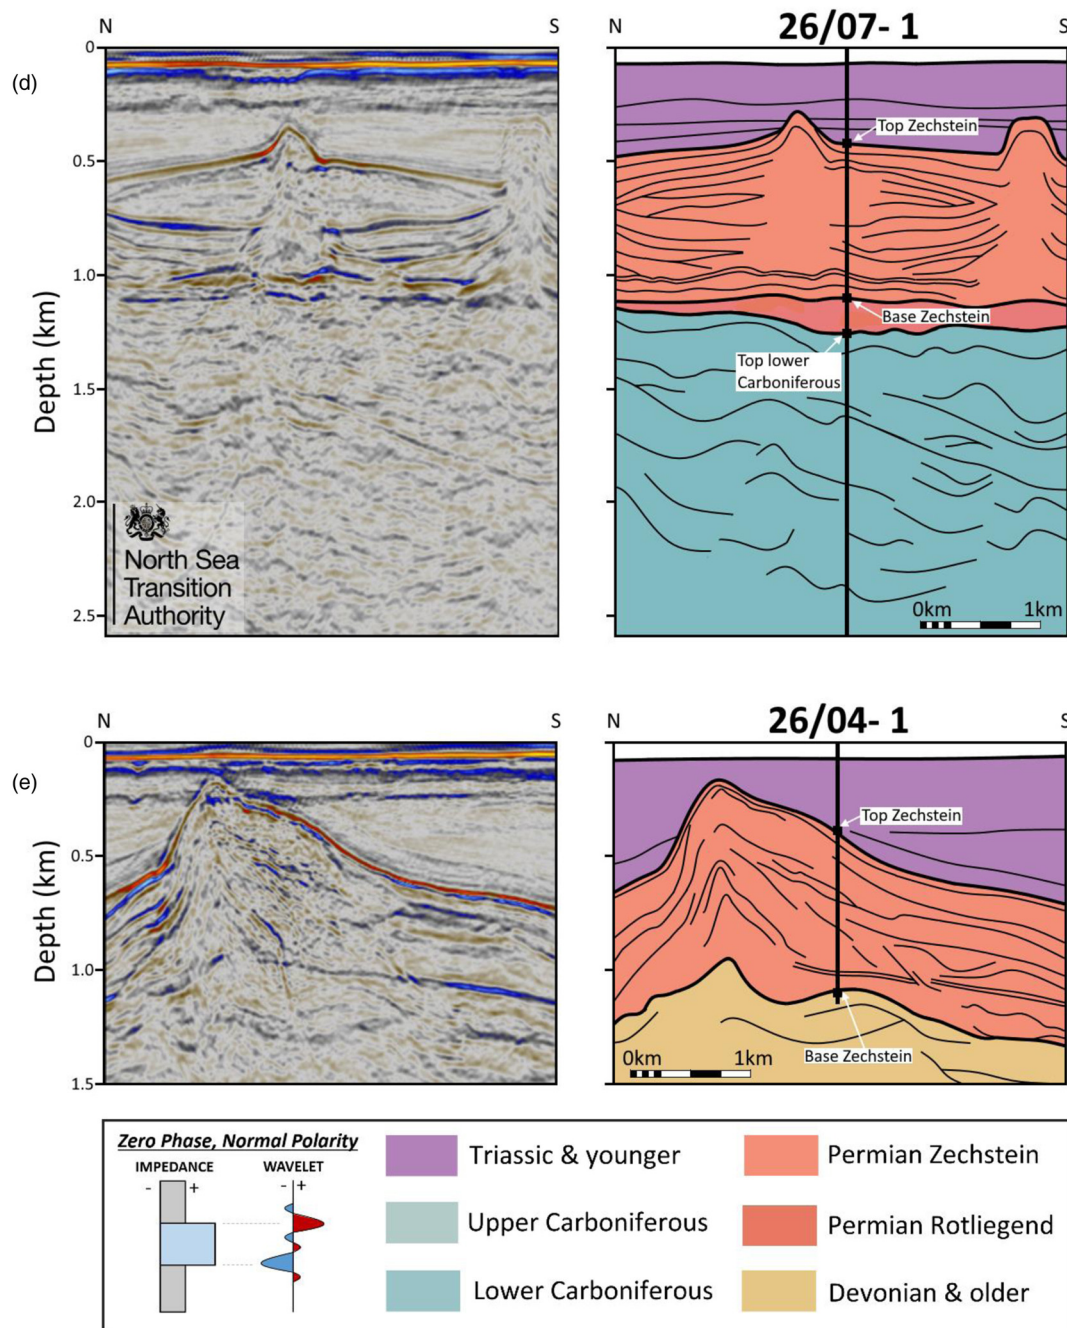 (d)
N
S
0
0.5
1.0
1.5
2.0
2.5
Depth (km)
North Sea
Transition
Authority
26/07- 1
N
S
Top Zechstein
Base Zechstein
Top lower
Carboniferous
0km 1km
(e)
N
S
0
0.5
1.0
1.5
Depth (km)
26/04- 1
N
S
Top Zechstein
Base Zechstein
0km 1km
Zero Phase, Normal Polarity
IMPEDANCE WAVELET
- + - +
Triassic & younger
Upper Carboniferous
Lower Carboniferous
Permian Zechstein
Permian Rotliegend
Devonian & older